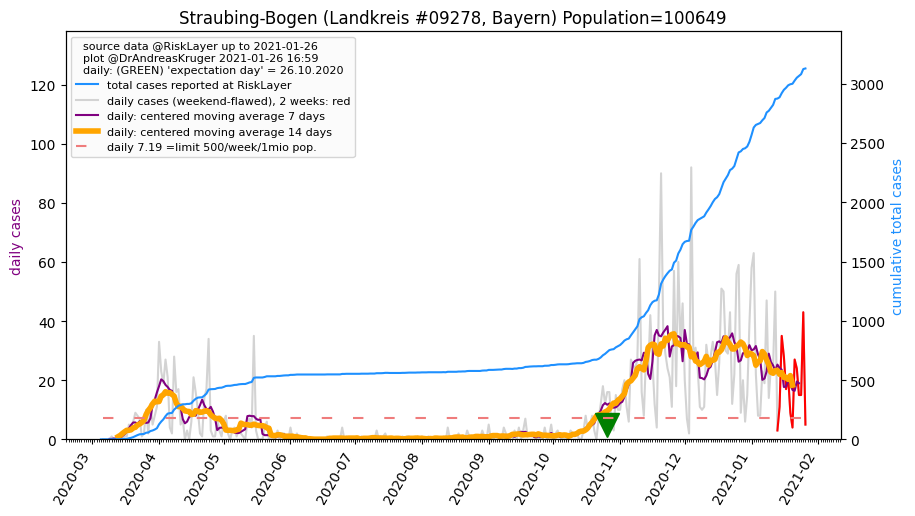 Straubing-Bogen (Landkreis #09278, Bayern) Population=100649
source data @RiskLayer up to 2021-01-26
plot @DrAndreasKruger 2021-01-26 16:59
daily: (GREEN) 'expectation day' = 26.10.2020
total cases reported at RiskLayer
daily cases (weekend-flawed), 2 weeks: red
daily: centered moving average 7 days
daily: centered moving average 14 days
daily 7.19 =limit 500/week/1mio pop.
daily cases
120
100
80
60
40
20
0
cumulative total cases
3000
2500
2000
1500
1000
500
0
2020-03
2020-04
2020-05
2020-06
2020-07
2020-08
2020-09
2020-10
2020-11
2020-12
2021-01
2021-02